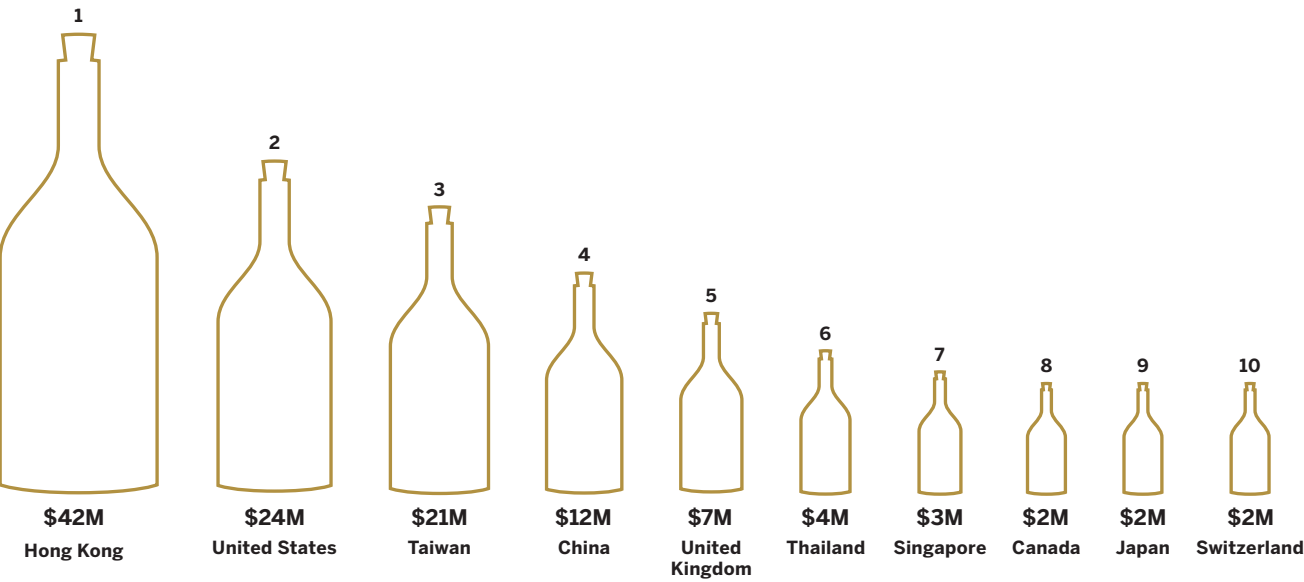 1
2
3
4
5
6
7
8
9
10
$42M
$24M
$21M
$12M
$7M
$4M
$3M
$2M
$2M
$2M
Hong Kong
United States
Taiwan
China
United
Kingdom
Thailand
Singapore
Canada
Japan
Switzerland